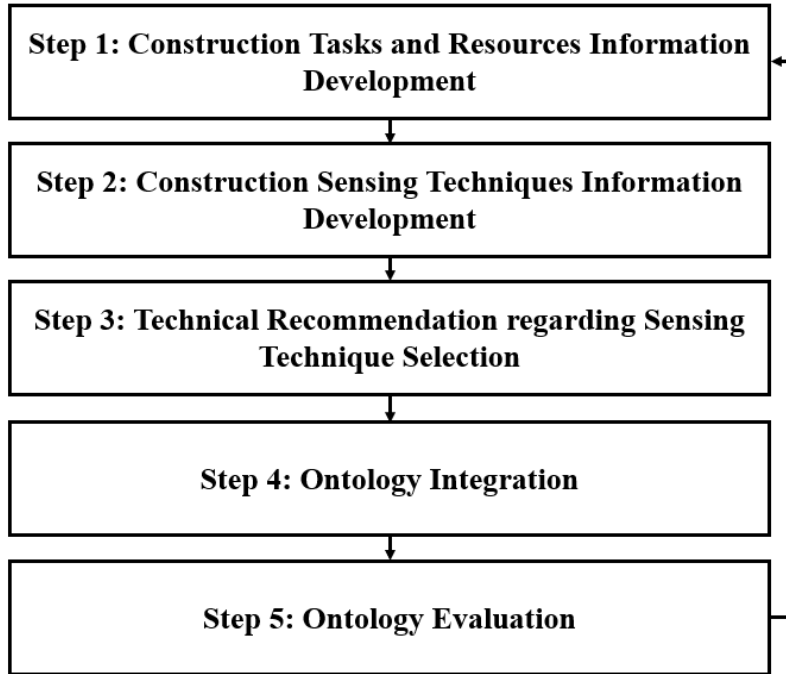 Step 1: Construction Tasks and Resources Information
Development
Step 2: Construction Sensing Techniques Information
Development
Step 3: Technical Recommendation regarding Sensing
Technique Selection
Step 4: Ontology Integration
Step 5: Ontology Evaluation